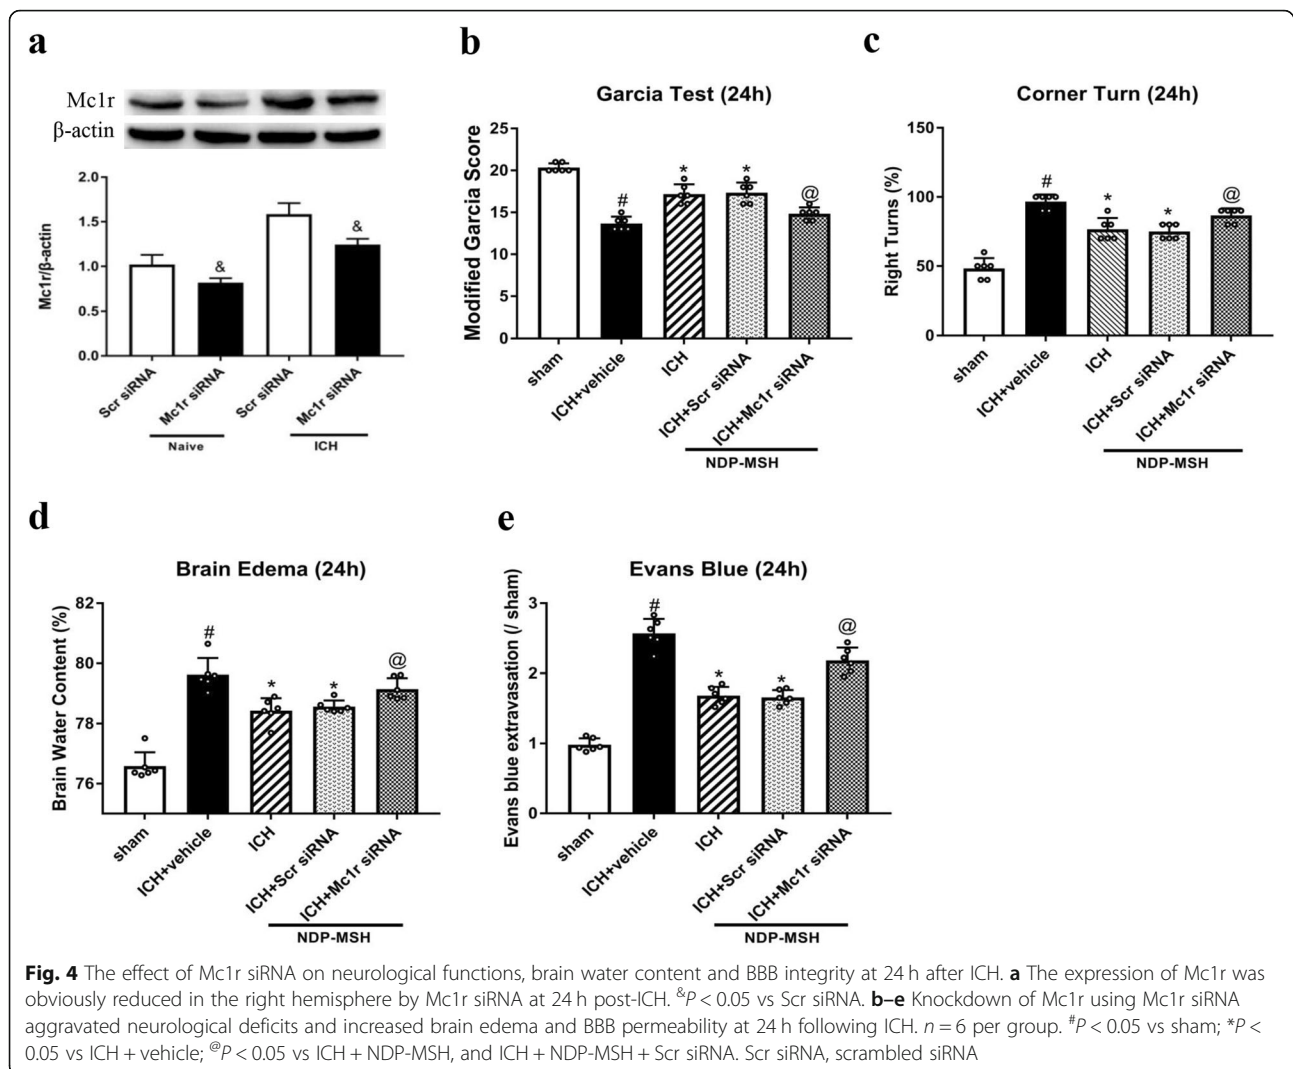 a
Mc1r
β-actin
Mc1r/β-actin
2.0
1.5
1.0
0.5
0.0
&
&
Scr siRNA
Mc1r siRNA
Scr siRNA
Mc1r siRNA
Naive
ICH
b
Garcia Test (24h)
Modified Garcia Score
25
20
15
10
5
0
#
*
*
@
sham
ICH+vehicle
ICH
ICH+Scr siRNA
ICH+Mc1r siRNA
NDP-MSH
c
Corner Turn (24h)
Right Turns (%)
150
100
50
0
#
*
*
@
sham
ICH+vehicle
ICH
ICH+Scr siRNA
ICH+Mc1r siRNA
NDP-MSH
d
Brain Edema (24h)
Brain Water Content (%)
82
80
78
76
#
*
*
@
sham
ICH+vehicle
ICH
ICH+Scr siRNA
ICH+Mc1r siRNA
NDP-MSH
e
Evans Blue (24h)
Evans blue extravasation (/ sham)
3
2
1
0
#
*
*
@
sham
ICH+vehicle
ICH
ICH+Scr siRNA
ICH+Mc1r siRNA
NDP-MSH
Fig. 4 The effect of Mc1r siRNA on neurological functions, brain water content and BBB integrity at 24 h after ICH. a The expression of Mc1r was
obviously reduced in the right hemisphere by Mc1r siRNA at 24 h post-ICH. &P < 0.05 vs Scr siRNA. b–e Knockdown of Mc1r using Mc1r siRNA
aggravated neurological deficits and increased brain edema and BBB permeability at 24 h following ICH. n = 6 per group. #P < 0.05 vs sham; *P <
0.05 vs ICH + vehicle; @P < 0.05 vs ICH + NDP-MSH, and ICH + NDP-MSH + Scr siRNA. Scr siRNA, scrambled siRNA